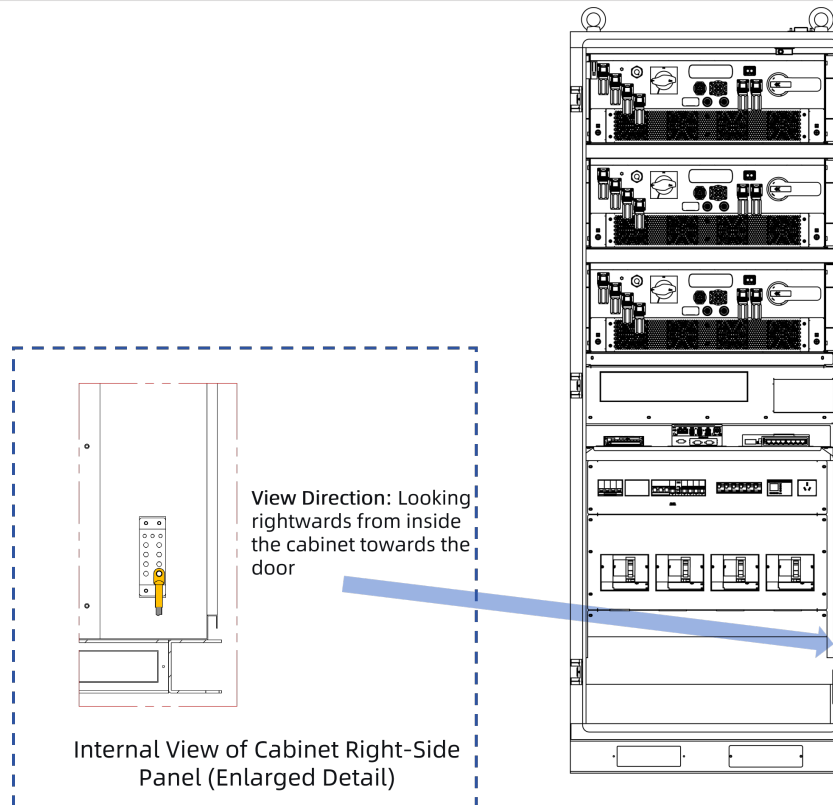 View Direction: Looking
rightwards from inside
the cabinet towards the
door
Internal View of Cabinet Right-Side
Panel (Enlarged Detail)